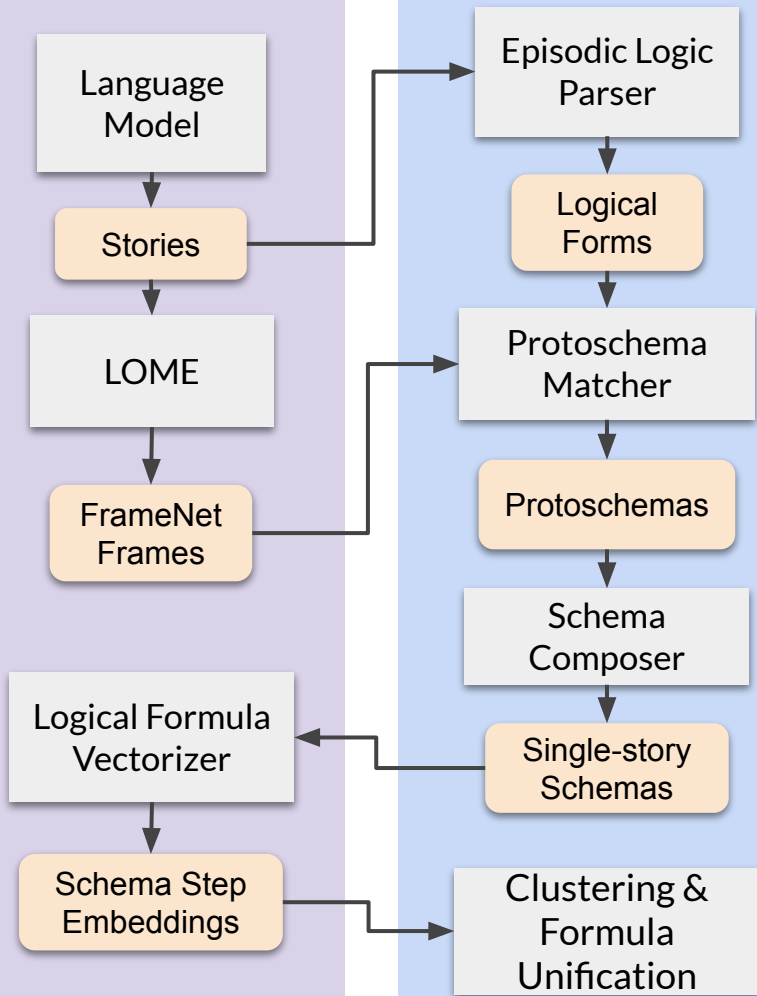 Language
Model
Stories
LOME
FrameNet
Frames
Logical Formula
Vectorizer
Schema Step
Embeddings
Episodic Logic
Parser
Logical
Forms
Protoschema
Matcher
Protoschemas
Schema
Composer
Single-story
Schemas
Clustering &
Formula
Unification